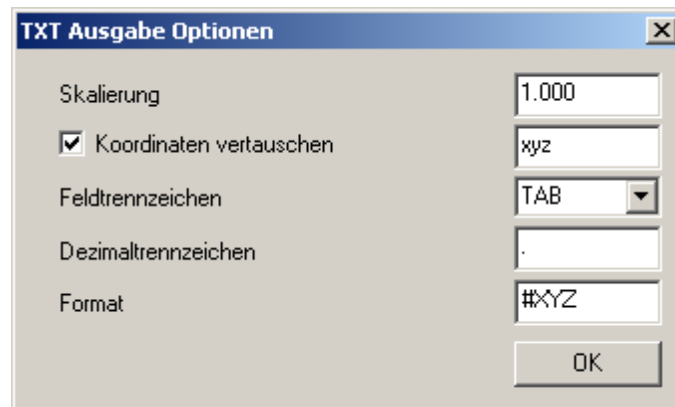 TXT Ausgabe Optionen
Skalierung 1.000
Koordinaten vertauschen xyz
Feldtrennzeichen TAB
Dezimaltrennzeichen .
Format #XYZ
OK